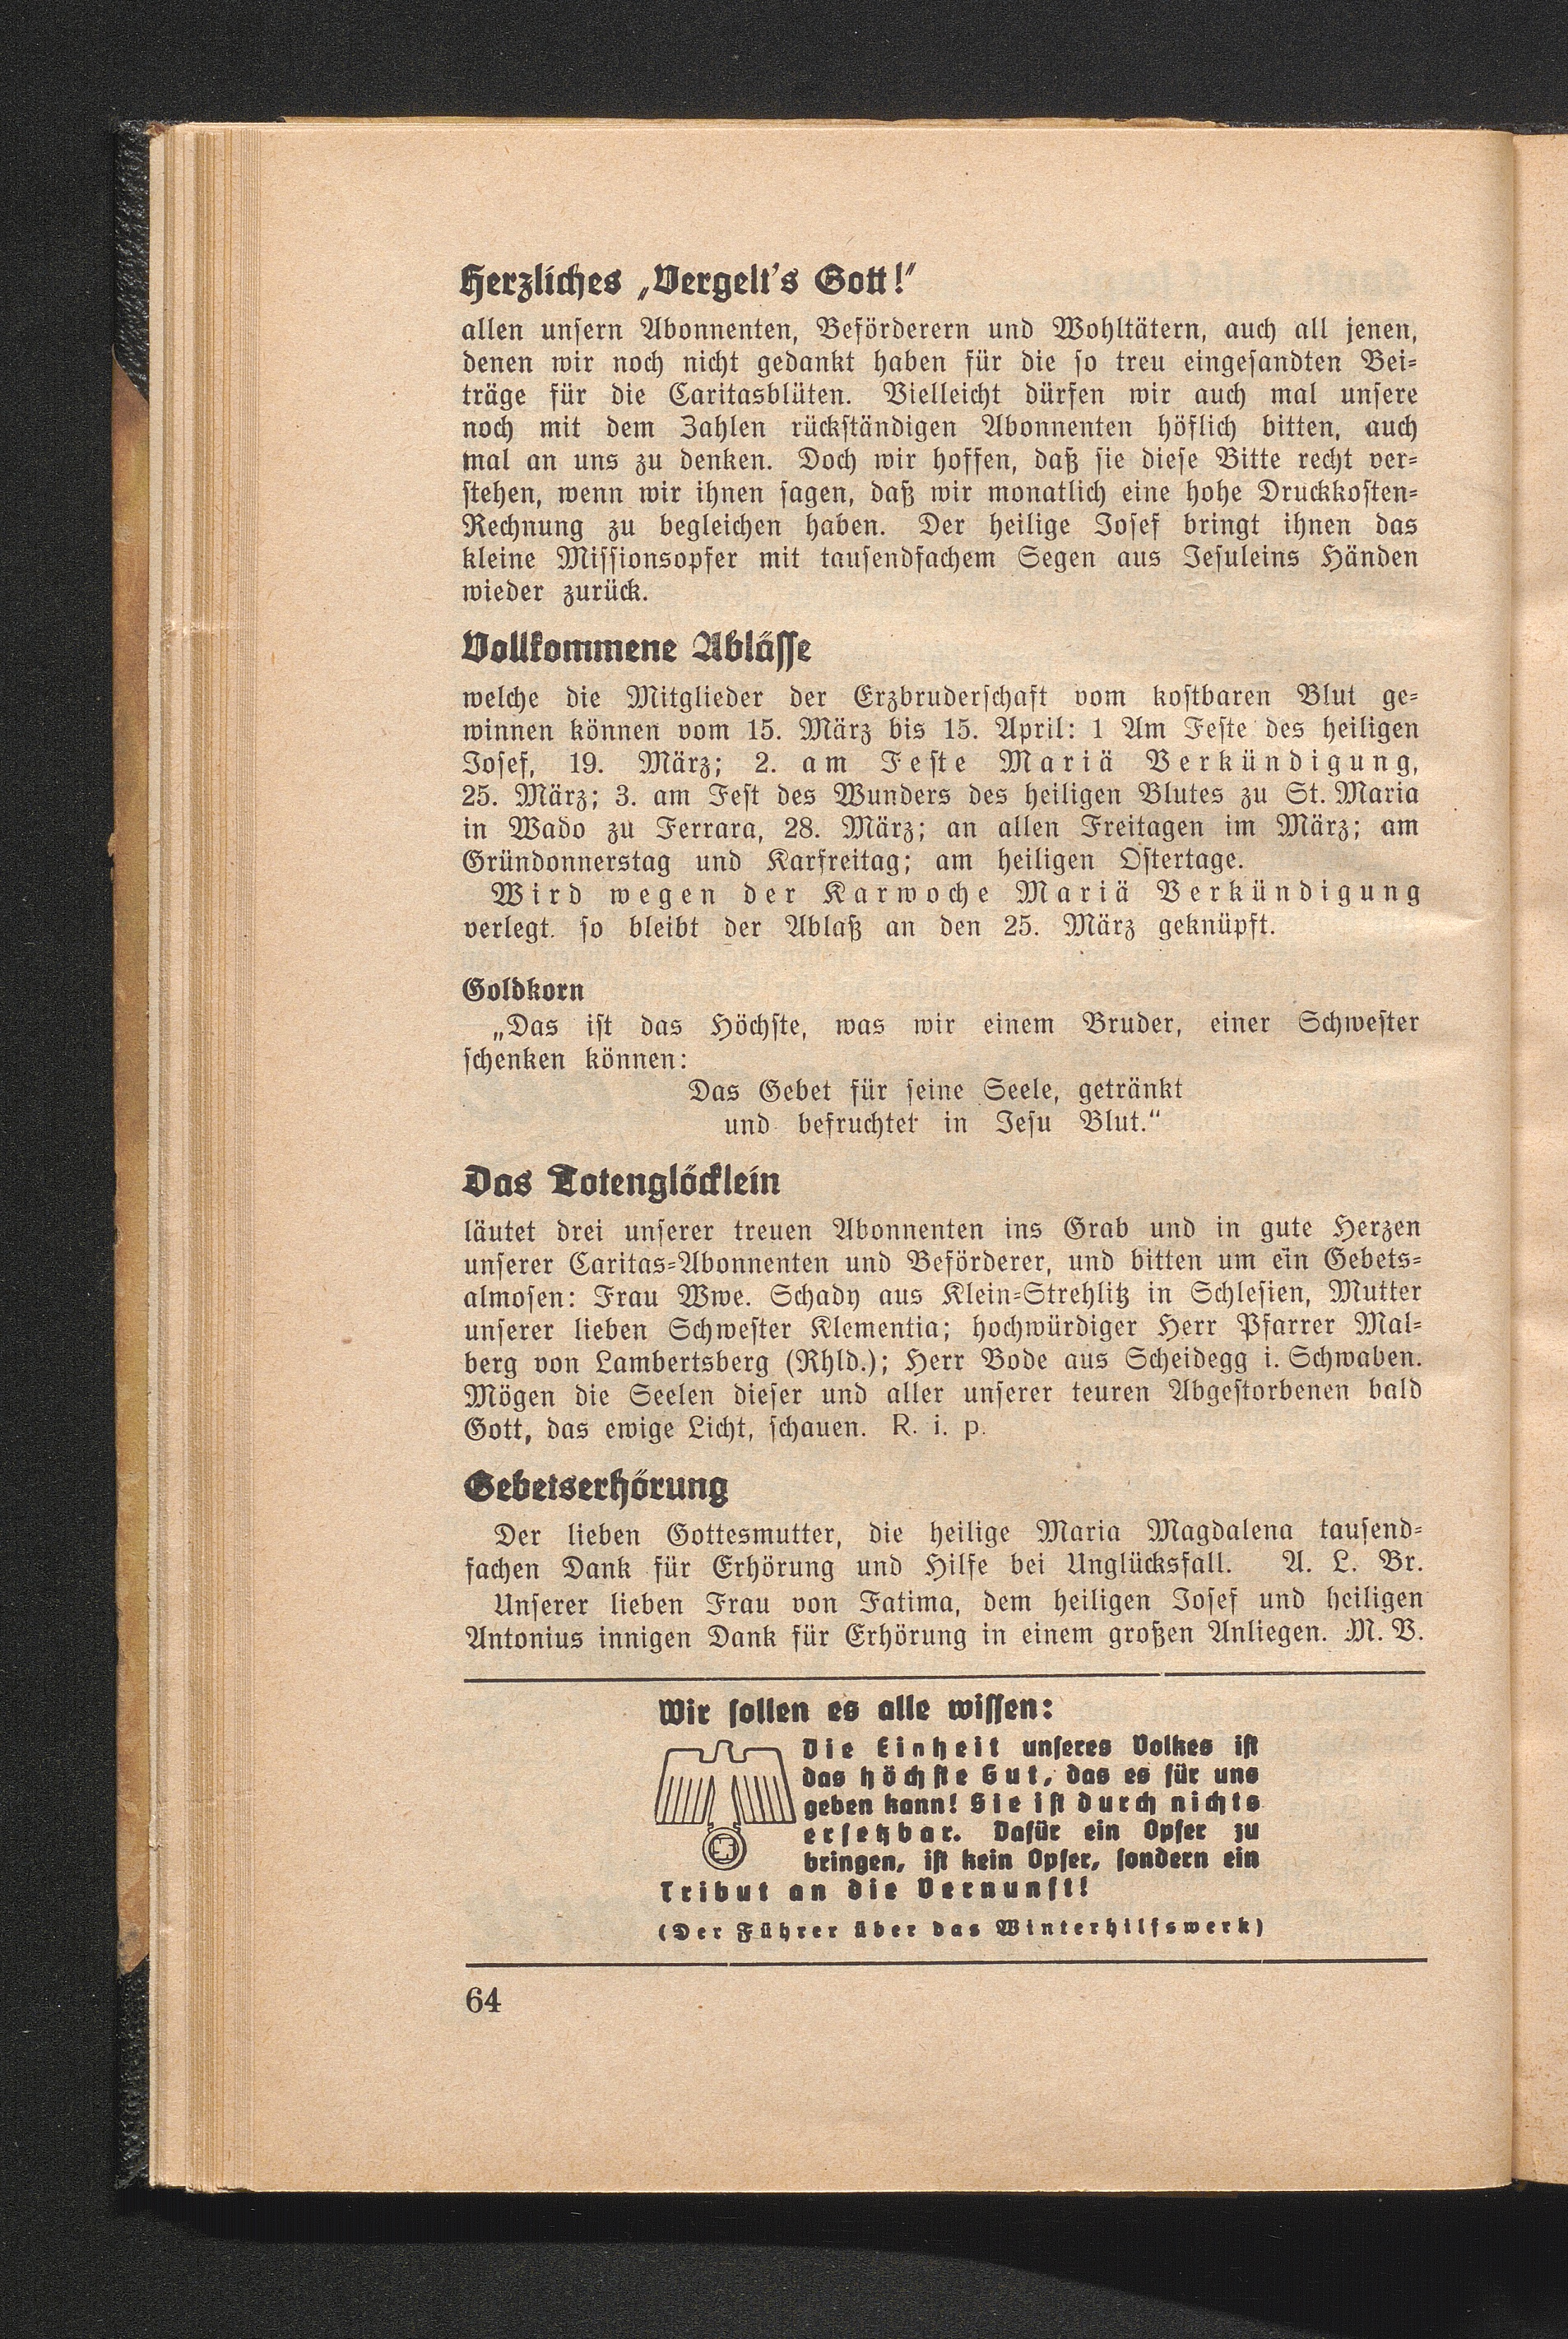 Herzliches „Vergelt's Gott!"
allen unsern Abonnenten, Beförderern und Wohltätern, auch all jenen,
denen wir noch nicht gedankt haben für die so treu eingesandten Bei-
träge für die Caritasblüten. Vielleicht dürfen wir auch mal unsere
noch mit dem Zahlen rückständigen Abonnenten höflich bitten, auch
mal an uns zu denken. Doch wir hoffen, daß sie diese Bitte recht ver-
stehen, wenn wir ihnen sagen, daß wir monatlich eine hohe Druckkosten-
Rechnung zu begleichen haben. Der heilige Josef bringt ihnen das
kleine Missionsopfer mit tausendfachem Segen aus Jesuleins Händen
wieder zurück.
Vollkommene Ablässe
welche die Mitglieder der Erzbruderschaft vom kostbaren Blut ge-
winnen können vom 15. März bis 15. April: 1 Am Feste des heiligen
Josef, 19. März; 2. am Feste Mariä Verkündigung,
25. März; 3. am Fest des Wunders des heiligen Blutes zu St. Maria
in Wado zu Ferrara, 28. März; an allen Freitagen im März; am
Gründonnerstag und Karfreitag; am heiligen Ostertage.
Wird wegen der Karwoche Mariä Verkündigung
verlegt. so bleibt der Ablaß an den 25. März geknüpft.
Goldkorn
„Das ist das Höchste, was wir einem Bruder, einer Schwester
schenken können:
Das Gebet für seine Seele, getränkt
und befruchtet in Jesu Blut.“
Das Totenglöcklein
läutet drei unserer treuen Abonnenten ins Grab und in gute Herzen
unserer Caritas-Abonnenten und Beförderer, und bitten um ein Gebets-
almosen: Frau Wwe. Schady aus Klein-Strehlitz in Schlesien, Mutter
unserer lieben Schwester Klementia; hochwürdiger Herr Pfarrer Mal-
berg von Lambertsberg (Rhld.); Herr Bode aus Scheidegg i. Schwaben.
Mögen die Seelen dieser und aller unserer teuren Abgestorbenen bald
Gott, das ewige Licht, schauen. R. i. p.
Gebetserhörung
Der lieben Gottesmutter, die heilige Maria Magdalena tausend-
fachen Dank für Erhörung und Hilfe bei Unglücksfall. A. L. Br.
Unserer lieben Frau von Fatima, dem heiligen Josef und heiligen
Antonius innigen Dank für Erhörung in einem großen Anliegen. M. V.
Wir sollen es alle wissen:
Die Einheit unseres Volkes ist
das höchste Gut, das es für uns
geben kann! Sie ist durch nichts
ersetzbar. Dafür ein Opfer zu
bringen, ist kein Opfer, sondern ein
Tribut an die Vernunft!
(Der Führer über das Winterhilfswerk)
64